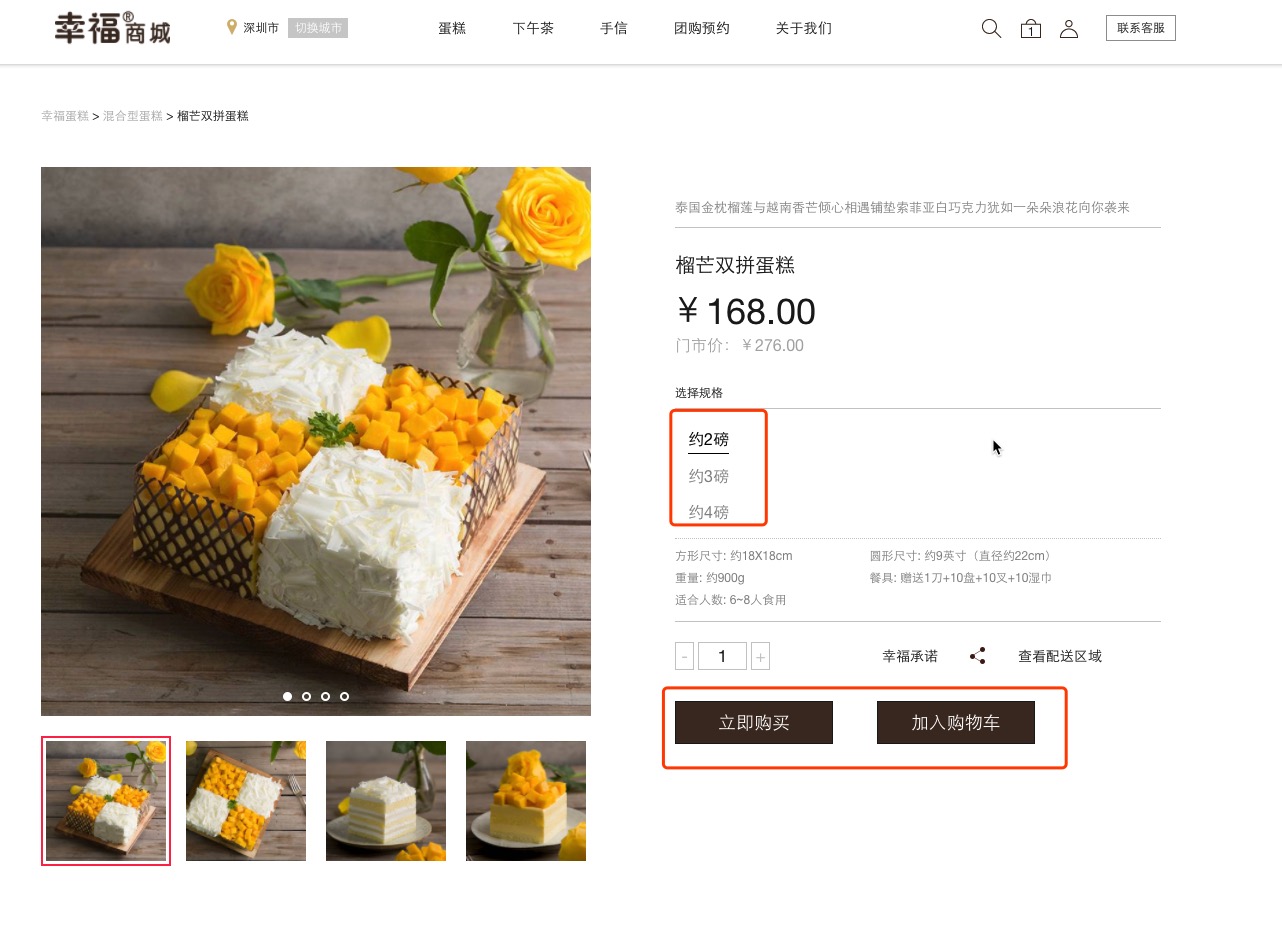 幸福®商城
深圳市 切换城市 蛋糕 下午茶 手信 团购预约 关于我们 1 联系客服
幸福蛋糕 > 混合型蛋糕 > 榴芒双拼蛋糕
泰国金枕榴莲与越南香芒倾心相遇铺垫索菲亚白巧克力犹如一朵朵浪花向你袭来
榴芒双拼蛋糕
¥ 168.00
门市价: ¥276.00
选择规格
约2磅
约3磅
约4磅
方形尺寸: 约18X18cm 圆形尺寸: 约9英寸（直径约22cm）
重量: 约900g 餐具: 赠送1刀+10盘+10叉+10湿巾
适合人数: 6~8人食用
- 1 + 幸福承诺 查看配送区域
立即购买 加入购物车